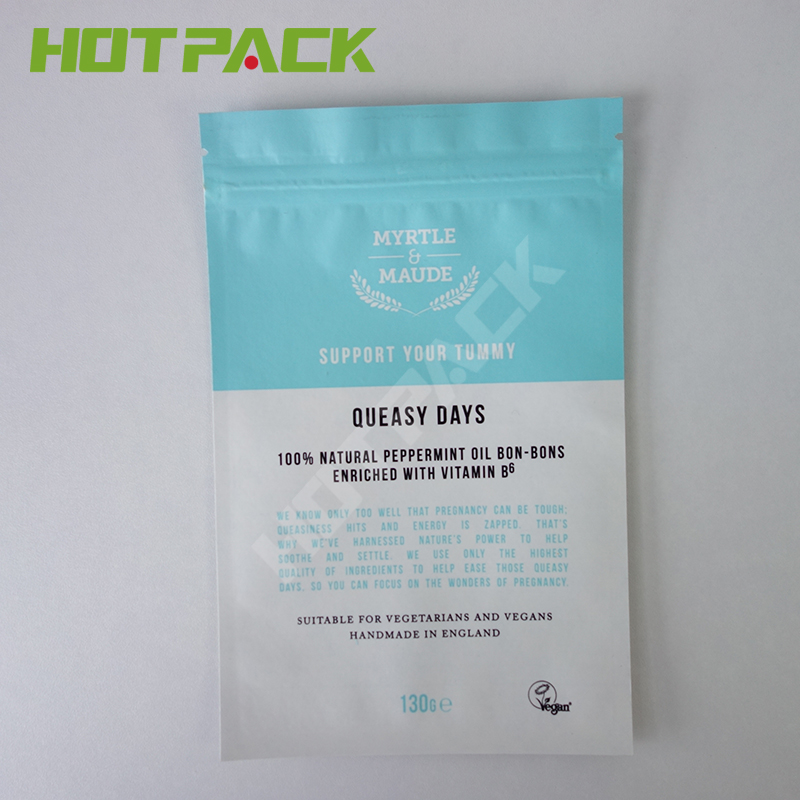 HOTPACK
MYRTLE
&
MAUDE
SUPPORT YOUR TUMMY
QUEASY DAYS
100% NATURAL PEPPERMINT OIL BON-BONS
ENRICHED WITH VITAMIN B6
WE KNOW ONLY TOO WELL THAT PREGNANCY CAN BE TOUGH;
QUEASINESS HITS AND ENERGY IS ZAPPED. THAT'S
WHY WE'VE HARNESSED NATURE'S POWER TO HELP
SOOTHE AND SETTLE. WE USE ONLY THE HIGHEST
QUALITY OF INGREDIENTS TO HELP EASE THOSE QUEASY
DAYS, SO YOU CAN FOCUS ON THE WONDERS OF PREGNANCY.
SUITABLE FOR VEGETARIANS AND VEGANS
HANDMADE IN ENGLAND
130G ℮
Vegan
HOTPACK